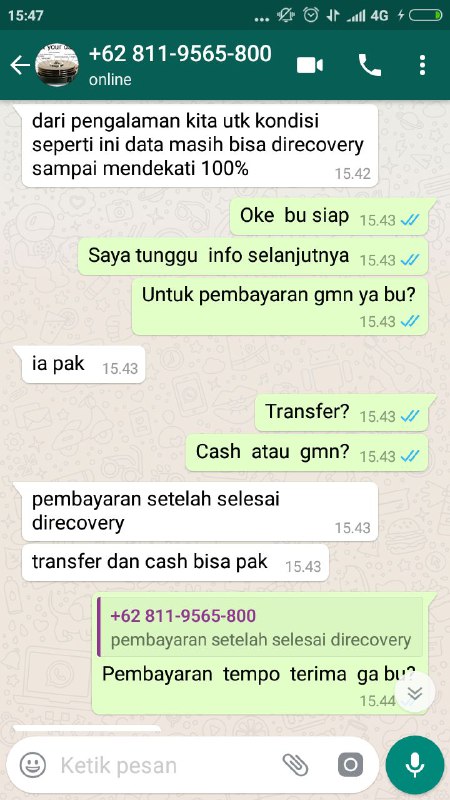 15:47
4G
+62 811-9565-800
online
dari pengalaman kita utk kondisi
seperti ini data masih bisa direcovery
sampai mendekati 100%
15.42
Oke bu siap 15.43
Saya tunggu info selanjutnya 15.43
Untuk pembayaran gmn ya bu?
15.43
ia pak 15.43
Transfer? 15.43
Cash atau gmn? 15.43
pembayaran setelah selesai
direcovery 15.43
transfer dan cash bisa pak 15.43
+62 811-9565-800
pembayaran setelah selesai direcovery
Pembayaran tempo terima ga bu?
15.44
Ketik pesan